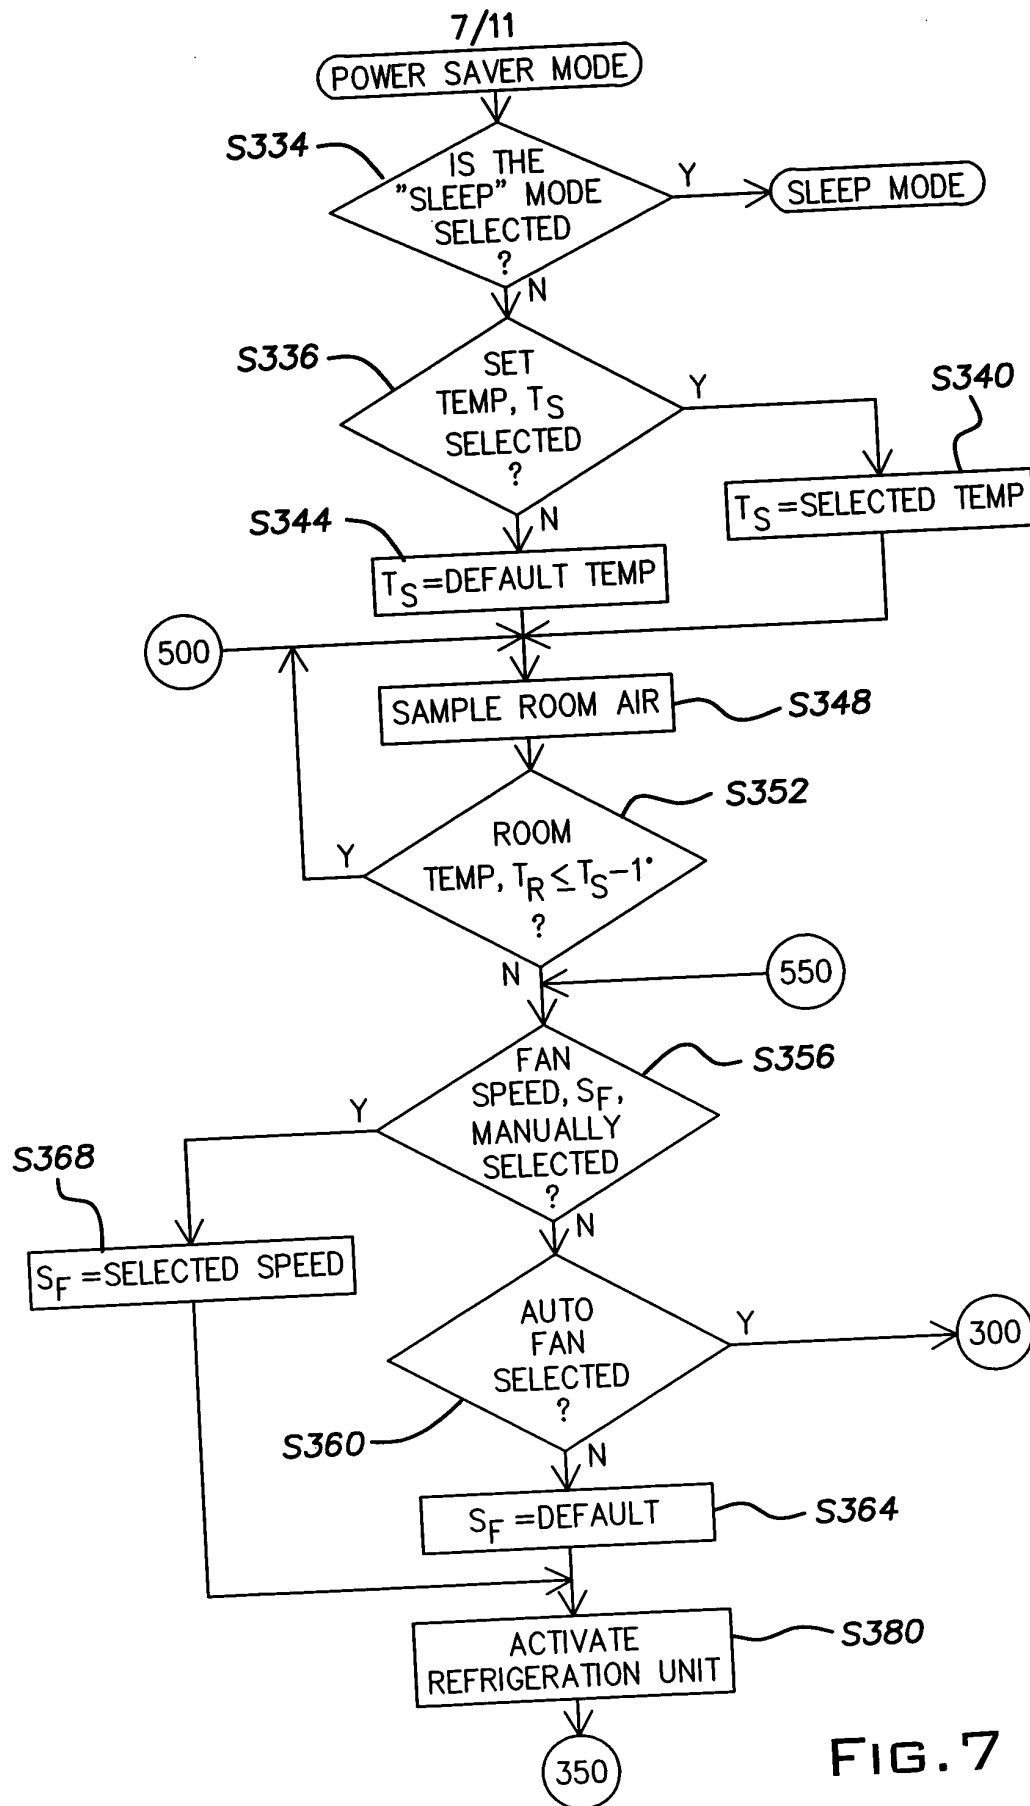 7/11
POWER SAVER MODE
S334
IS THE
"SLEEP" MODE
SELECTED
?
Y
SLEEP MODE
N
S336
SET
TEMP, TS
SELECTED
?
Y
S340
TS=SELECTED TEMP
N
S344
TS=DEFAULT TEMP
500
SAMPLE ROOM AIR
S348
S352
ROOM
TEMP, TR≤TS-1°
?
Y
N
550
S356
FAN
SPEED, SF,
MANUALLY
SELECTED
?
Y
S368
SF=SELECTED SPEED
N
AUTO
FAN
SELECTED
?
Y
300
S360
N
SF=DEFAULT
S364
ACTIVATE
REFRIGERATION UNIT
S380
350
FIG. 7